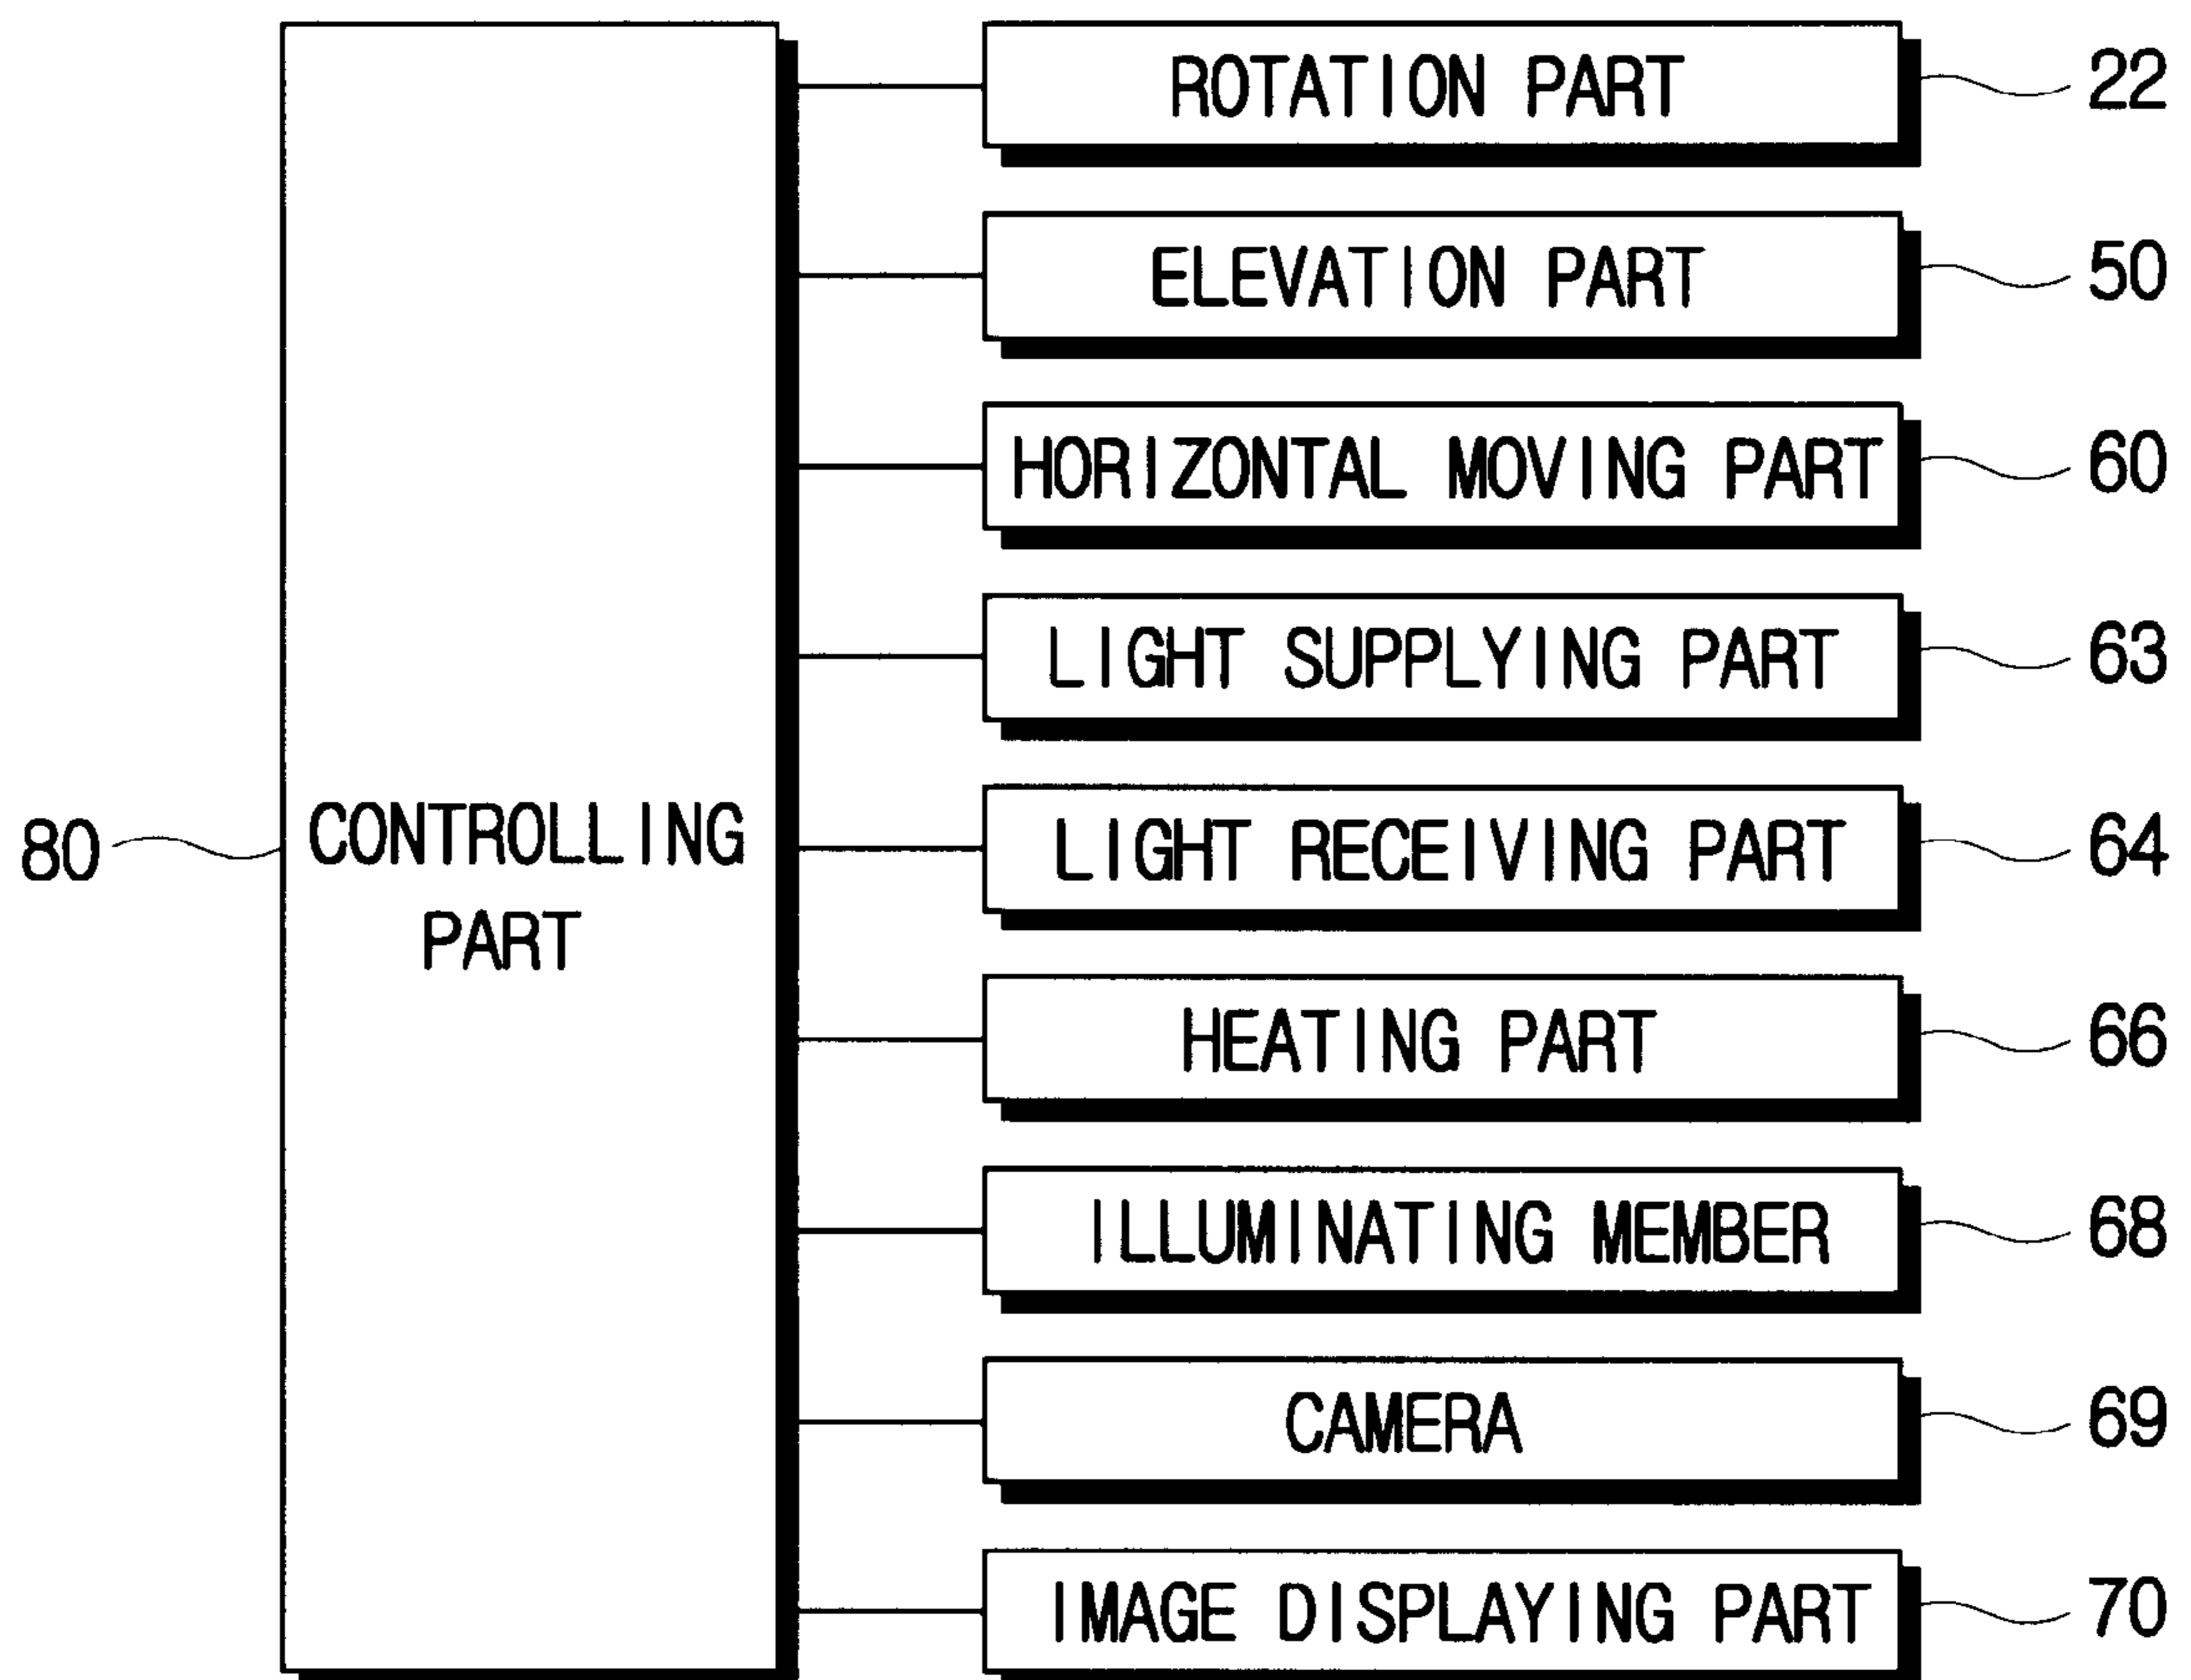 ROTATION PART 22
ELEVATION PART 50
HORIZONTAL MOVING PART 60
LIGHT SUPPLYING PART 63
80 CONTROLLING
PART
LIGHT RECEIVING PART 64
HEATING PART 66
ILLUMINATING MEMBER 68
CAMERA 69
IMAGE DISPLAYING PART 70